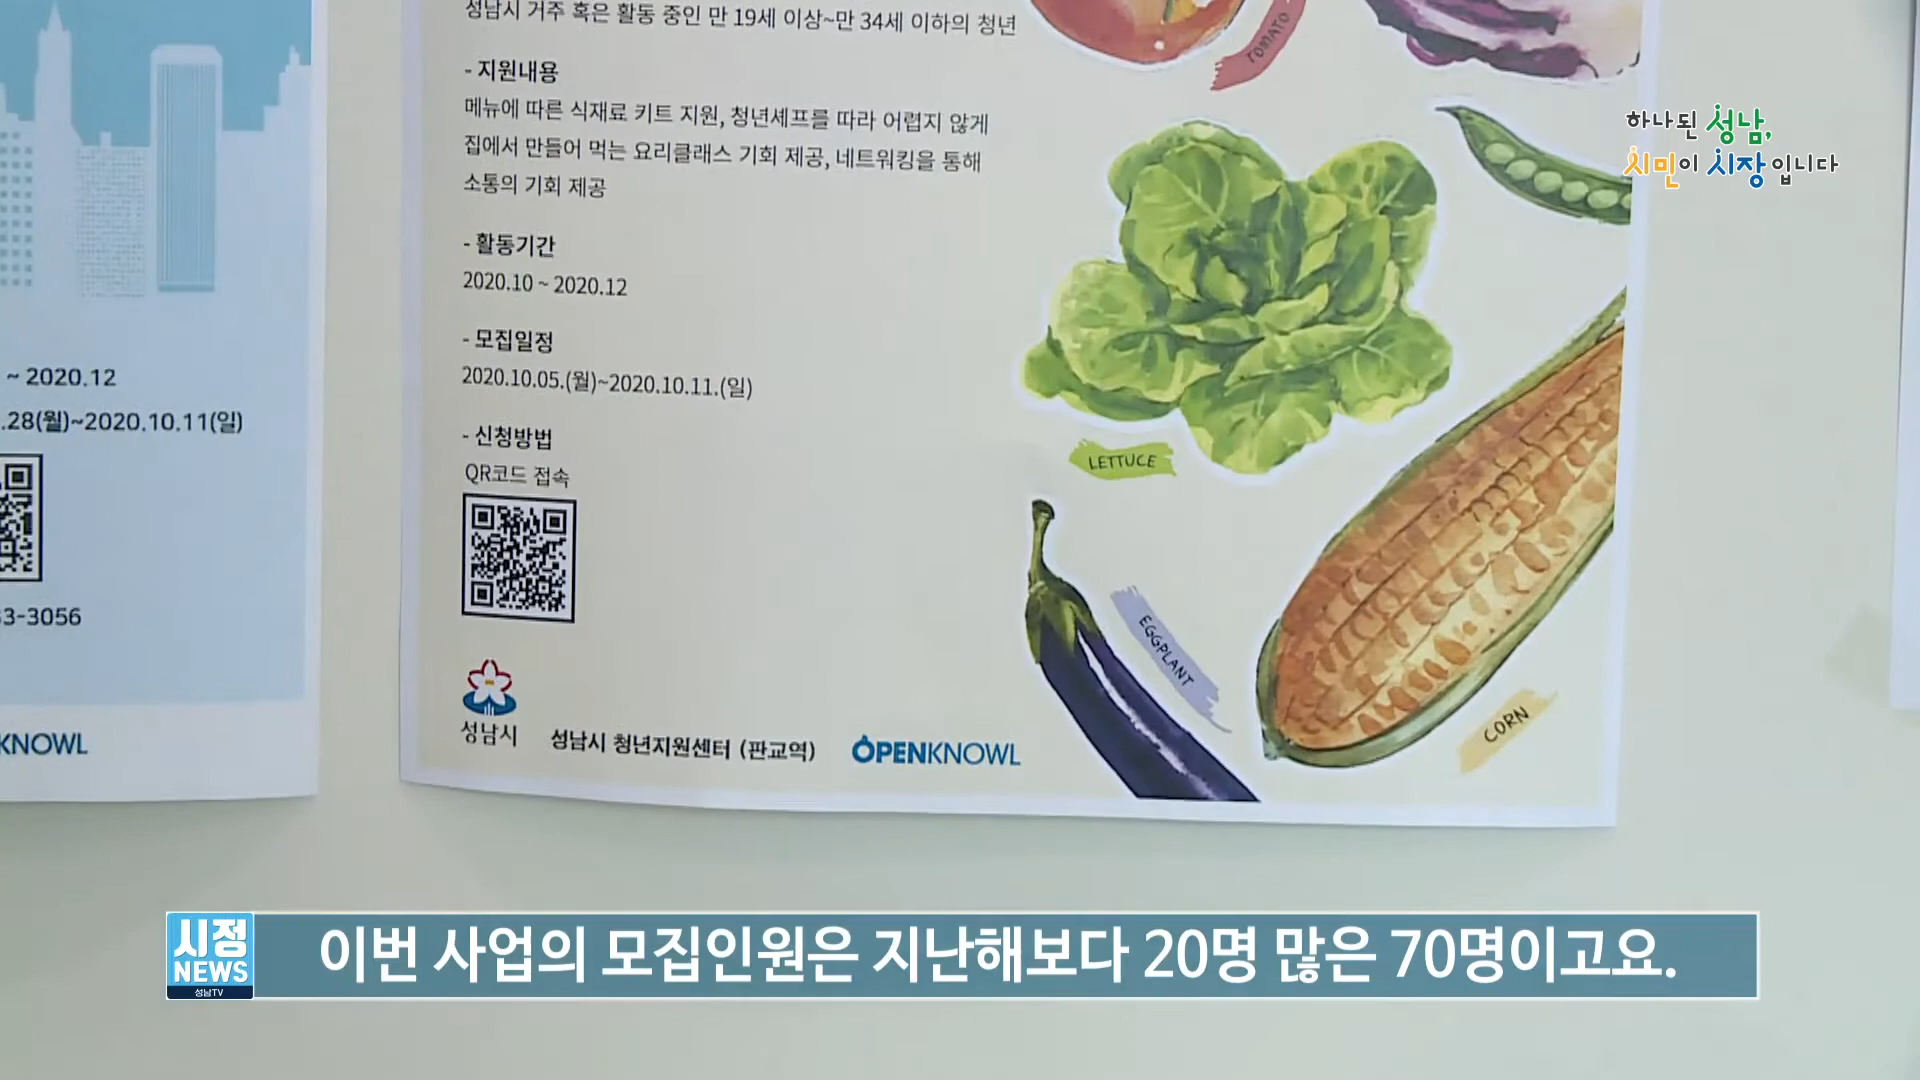 성남시 거주 혹은 활동 중인 만 19세 이상~만 34세 이하의 청년
- 지원내용
메뉴에 따른 식재료 키트 지원, 청년셰프를 따라 어렵지 않게
집에서 만들어 먹는 요리클래스 기회 제공, 네트워킹을 통해
소통의 기회 제공
- 활동기간
2020.10 ~ 2020.12
- 모집일정
2020.10.05.(월)~2020.10.11.(일)
- 신청방법
QR코드 접속
성남시
성남시 청년지원센터 (판교역)
OPENKNOWL
TOMATO
LETTUCE
EGGPLANT
CORN
~ 2020.12
.28(월)~2020.10.11(일)
3-3056
KNOWL
하나된 성남,
시민이 시장입니다
시정
NEWS
성남TV
이번 사업의 모집인원은 지난해보다 20명 많은 70명이고요.